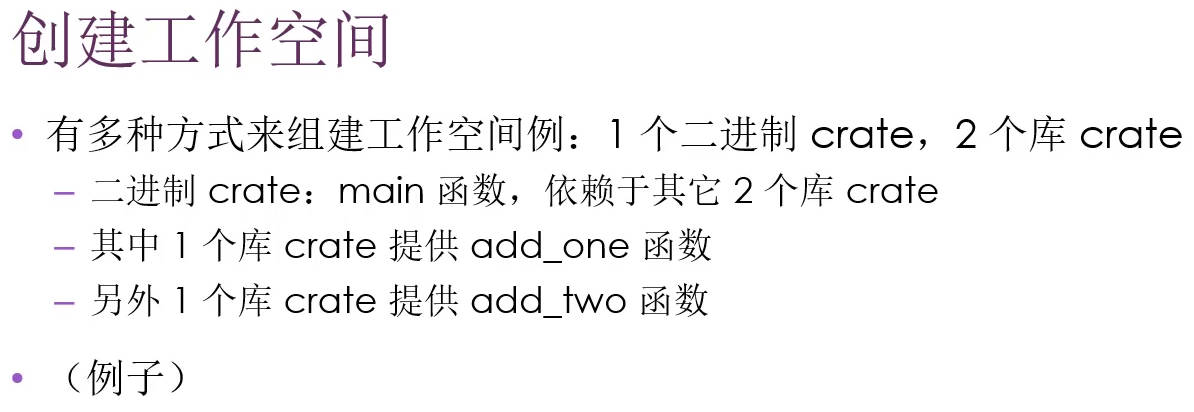 创建工作空间
• 有多种方式来组建工作空间例：1 个二进制 crate，2 个库 crate
– 二进制 crate：main 函数，依赖于其它 2 个库 crate
– 其中 1 个库 crate 提供 add_one 函数
– 另外 1 个库 crate 提供 add_two 函数
• （例子）